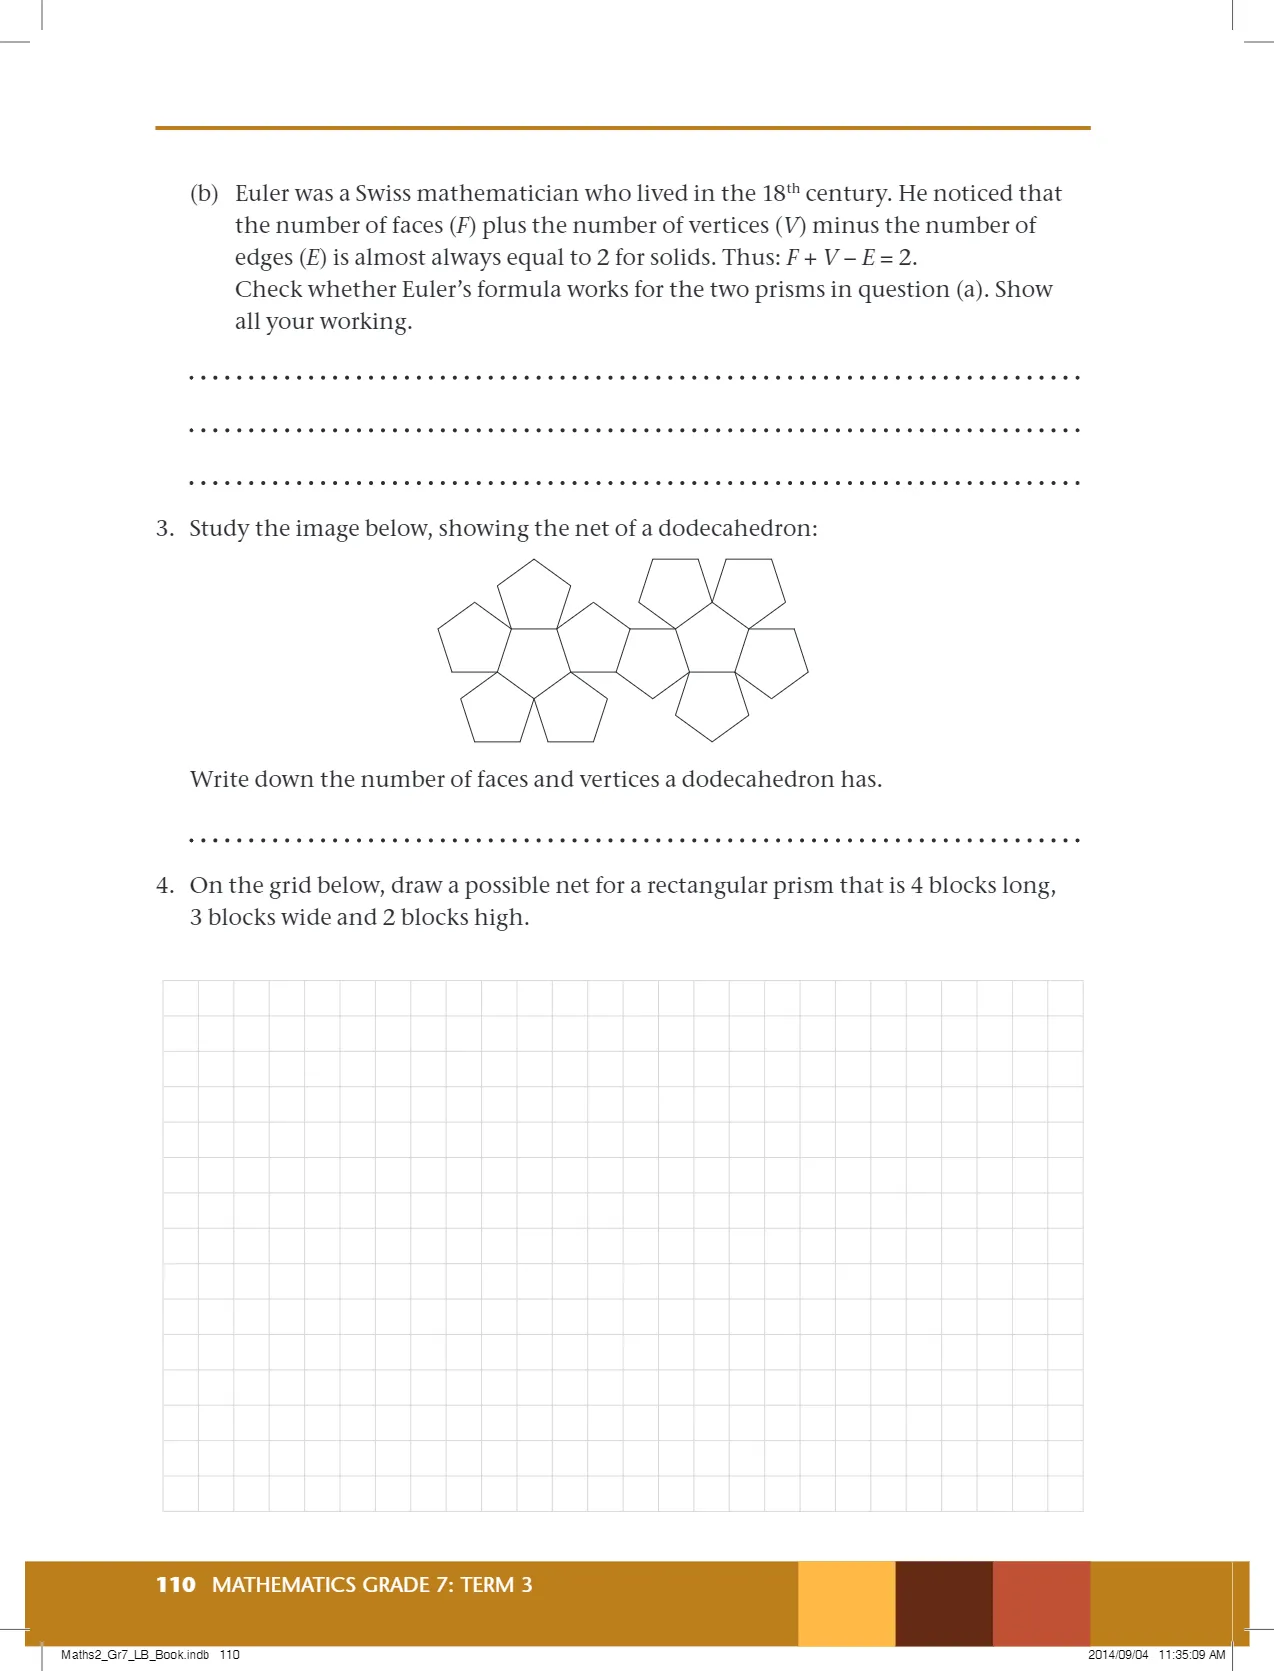 (b) Euler was a Swiss mathematician who lived in the 18th century. He noticed that
the number of faces (F) plus the number of vertices (V) minus the number of
edges (E) is almost always equal to 2 for solids. Thus: F + V – E = 2.
Check whether Euler’s formula works for the two prisms in question (a). Show
all your working.
3. Study the image below, showing the net of a dodecahedron:
Write down the number of faces and vertices a dodecahedron has.
4. On the grid below, draw a possible net for a rectangular prism that is 4 blocks long,
3 blocks wide and 2 blocks high.
110 MATHEMATICS GRADE 7: TERM 3
Maths2_Gr7_LB_Book.indb 110
2014/09/04 11:35:09 AM